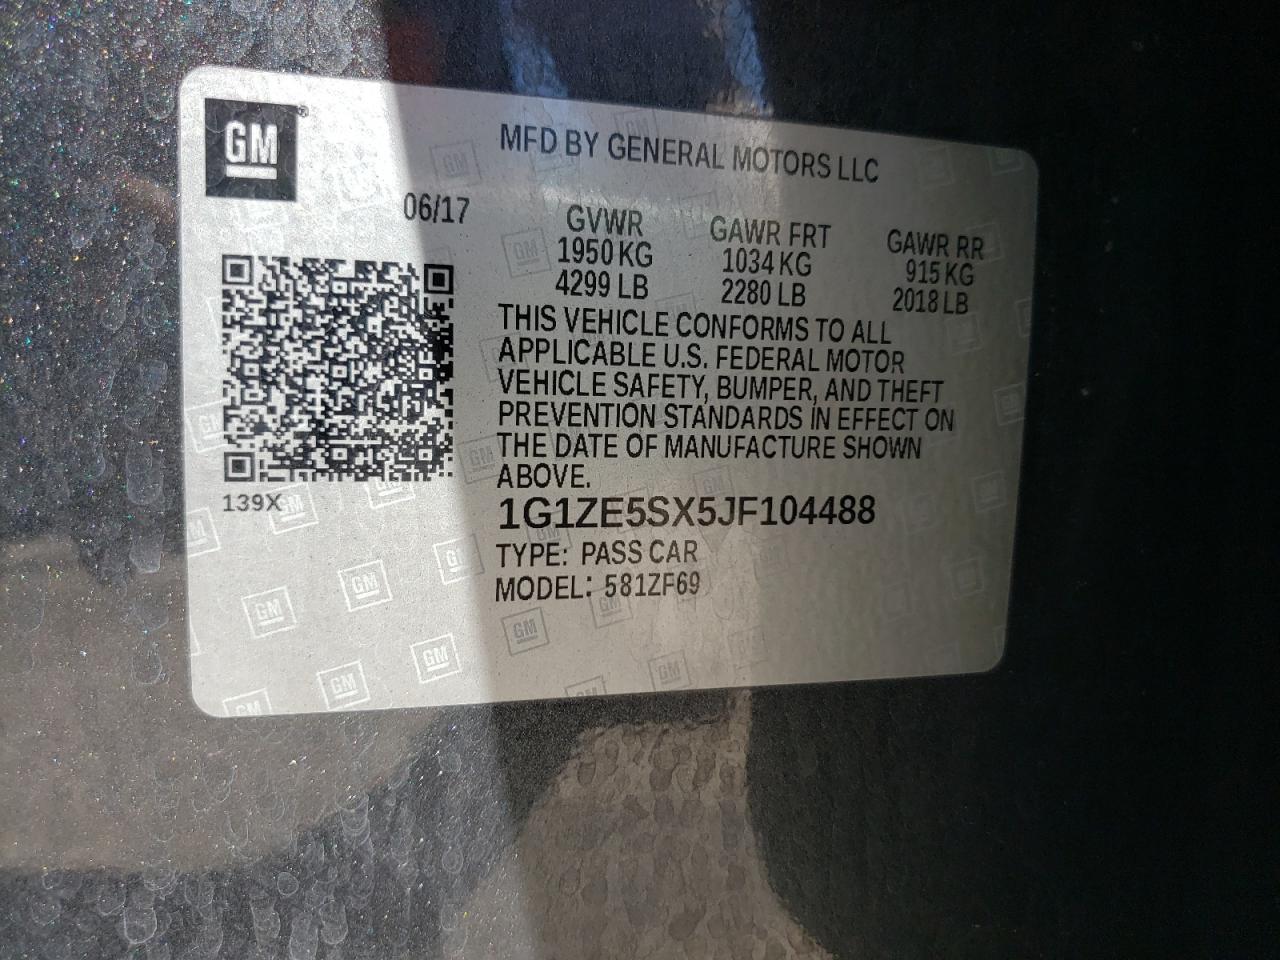 GM
MFD BY GENERAL MOTORS LLC
06/17
GVWR GAWR FRT GAWR RR
1950 KG 1034 KG 915 KG
4299 LB 2280 LB 2018 LB
THIS VEHICLE CONFORMS TO ALL
APPLICABLE U.S. FEDERAL MOTOR
VEHICLE SAFETY, BUMPER, AND THEFT
PREVENTION STANDARDS IN EFFECT ON
THE DATE OF MANUFACTURE SHOWN
ABOVE.
139X
1G1ZE5SX5JF104488
TYPE: PASS CAR
MODEL: 581ZF69